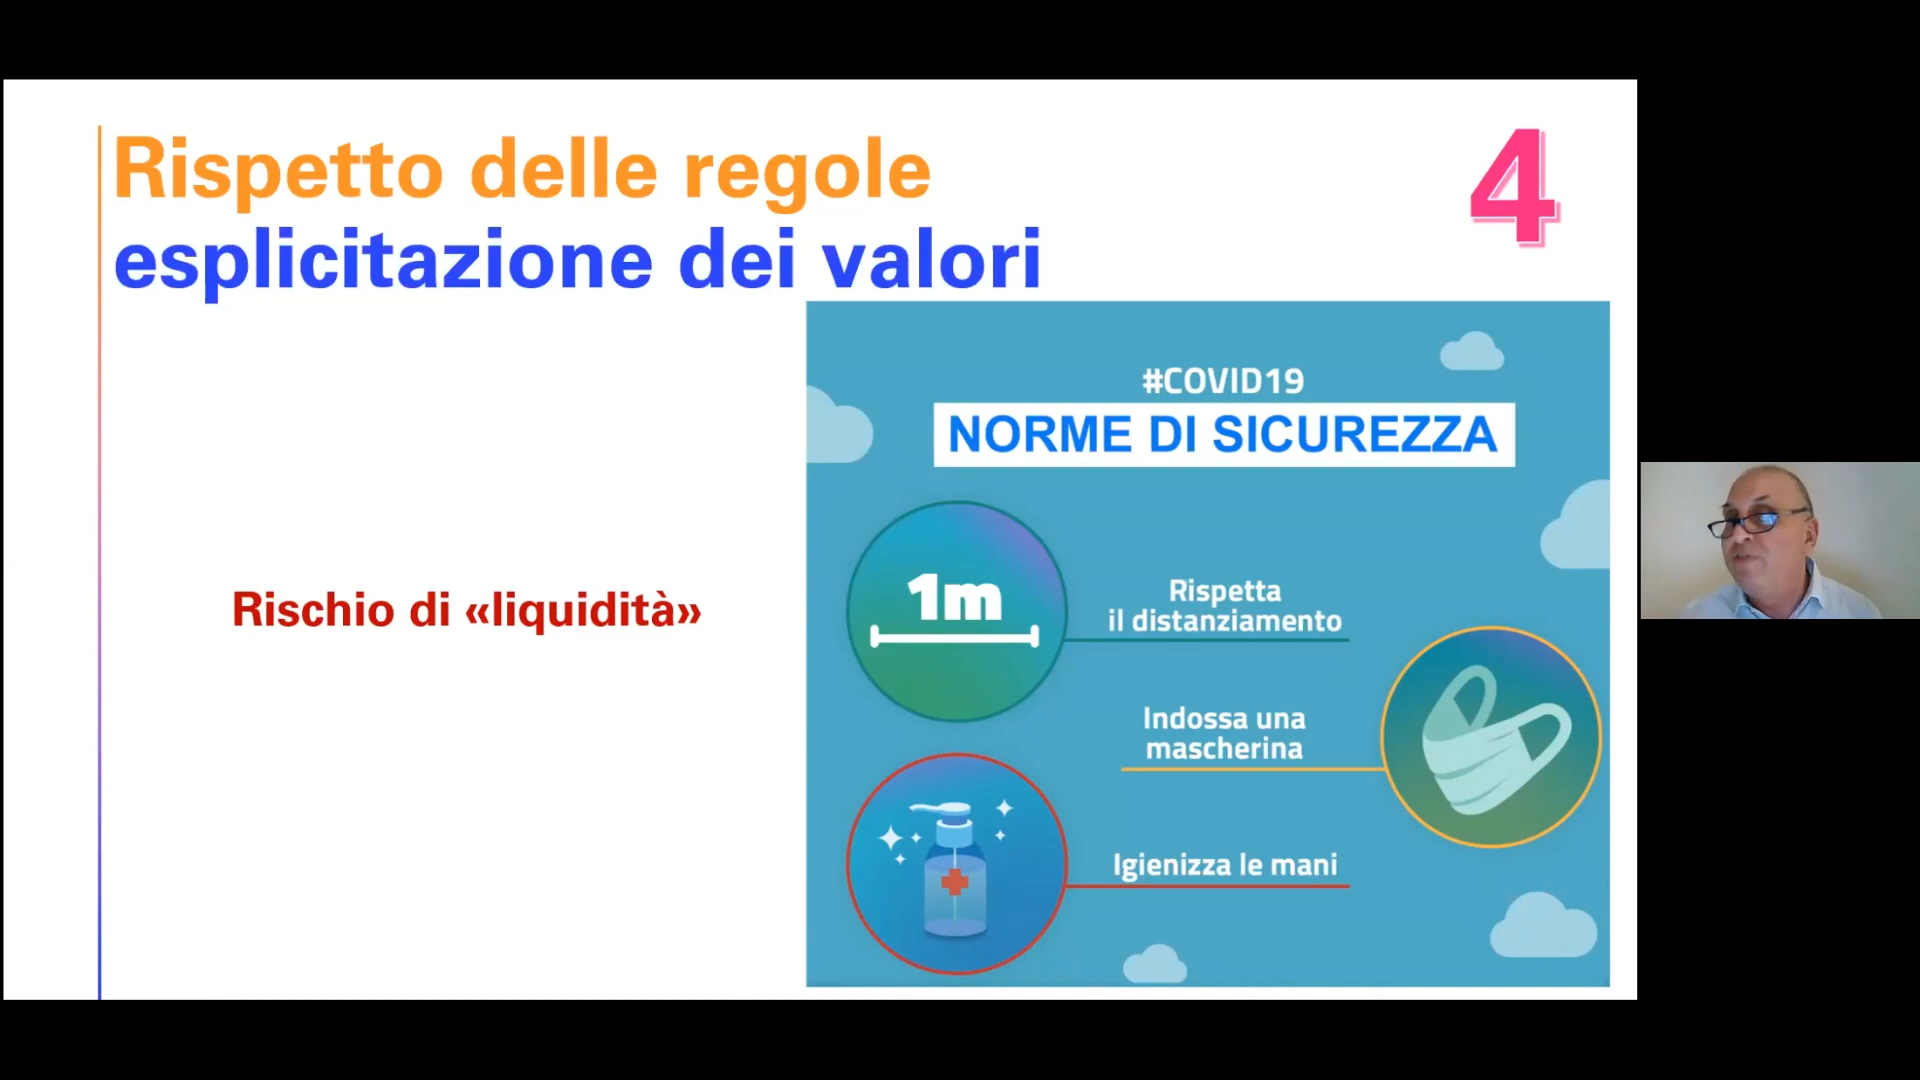 Rispetto delle regole
esplicitazione dei valori
4
Rischio di «liquidità»
#COVID19
NORME DI SICUREZZA
1m
Rispetta
il distanziamento
Indossa una
mascherina
Igienizza le mani